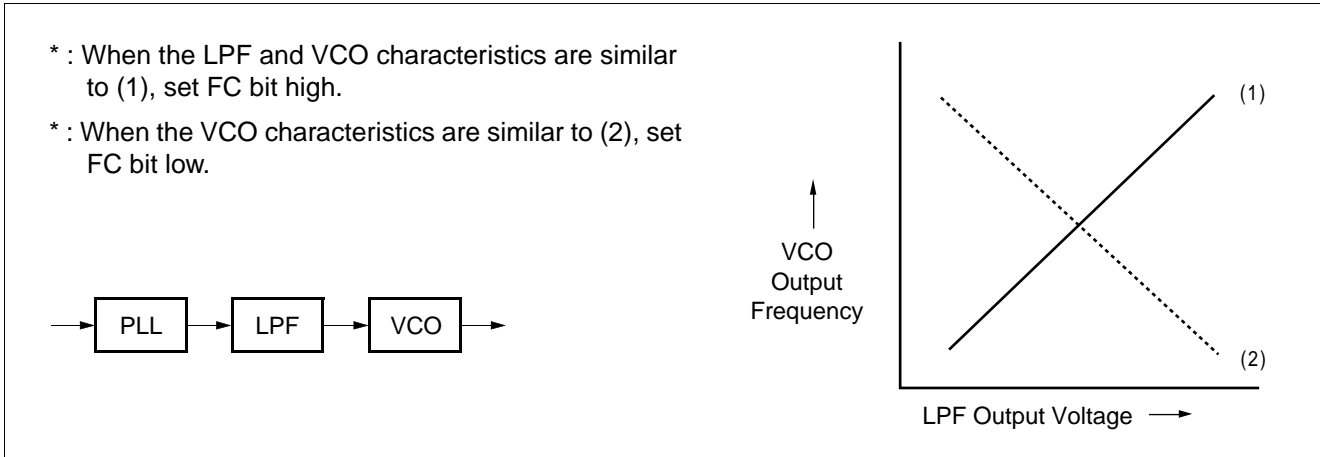 * : When the LPF and VCO characteristics are similar
to (1), set FC bit high.
* : When the VCO characteristics are similar to (2), set
FC bit low.
PLL
LPF
VCO
VCO
Output
Frequency
(1)
(2)
LPF Output Voltage